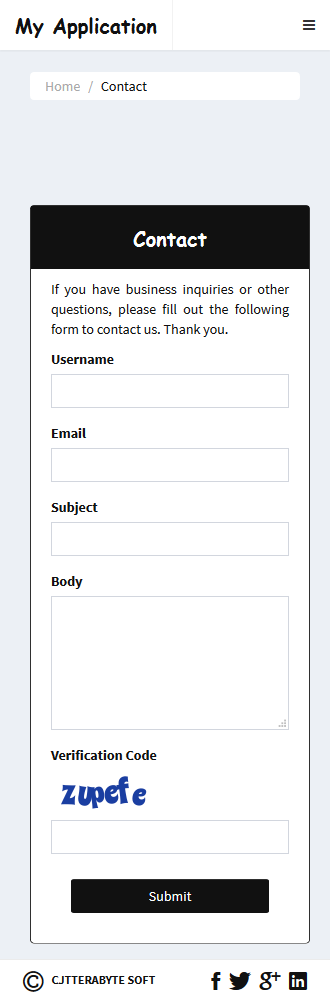 My Application
Home / Contact
Contact
If you have business inquiries or other
questions, please fill out the following
form to contact us. Thank you.
Username
Email
Subject
Body
Verification Code
zupefe
Submit
© CJTTERABYTE SOFT